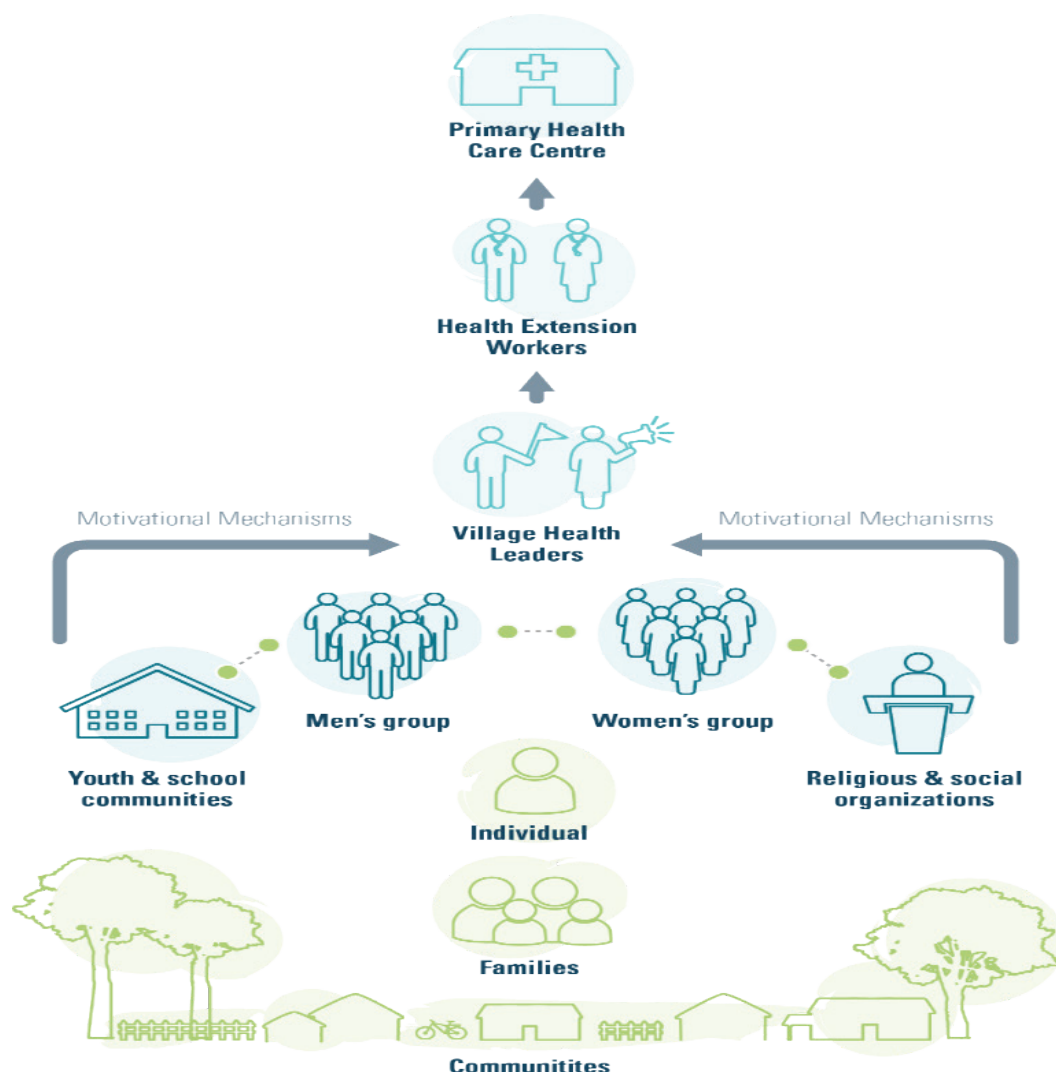 Primary Health
Care Centre
Health Extension
Workers
Motivational Mechanisms
Motivational Mechanisms
Village Health
Leaders
Men's group
Women's group
Youth & school
communities
Religious & social
organizations
Individual
Families
Communitites